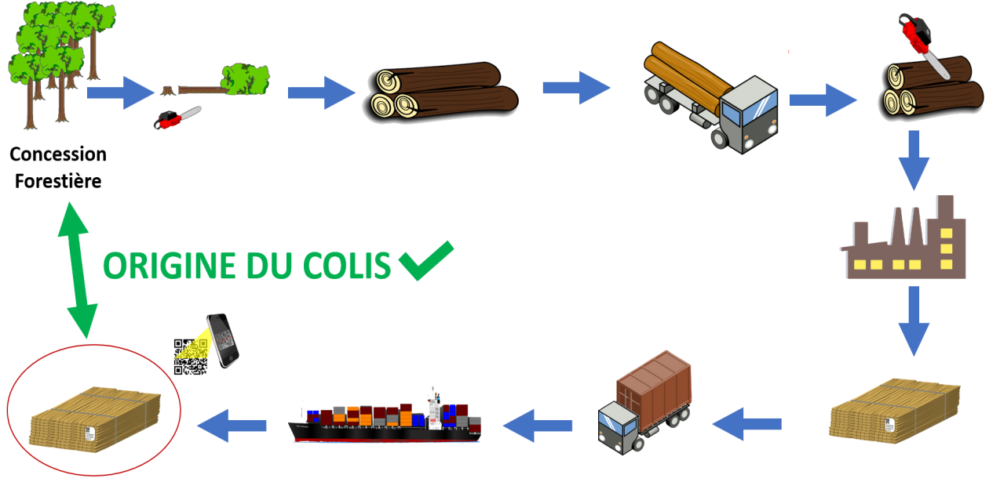 Concession
Forestière
ORIGINE DU COLIS